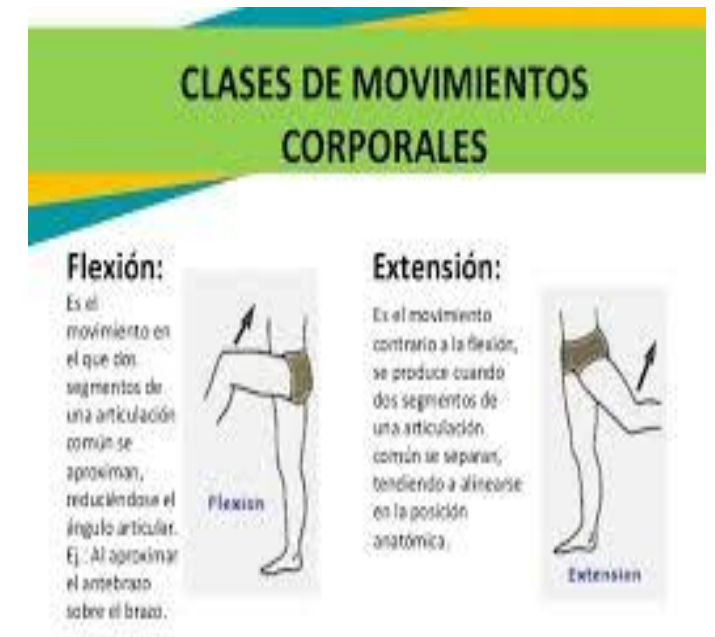 CLASES DE MOVIMIENTOS
CORPORALES
Flexión:
Es el
movimiento en
el que dos
segmentos de
una articulación
común se
aproximan,
reduciéndose el
ángulo articular.
Ej.: Al aproximar
el antebrazo
sobre el brazo.
Flexion
Extensión:
Es el movimiento
contrario a la flexión,
se produce cuando
dos segmentos de
una articulación
común se separan,
tendiendo a alinearse
en la posición
anatómica.
Extension